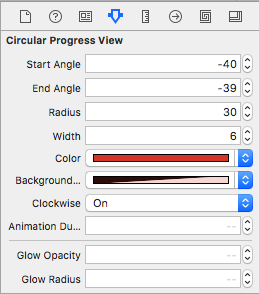 Circular Progress View
Start Angle -40
End Angle -39
Radius 30
Width 6
Color
Background...
Clockwise On
Animation Du... --
Glow Opacity --
Glow Radius --